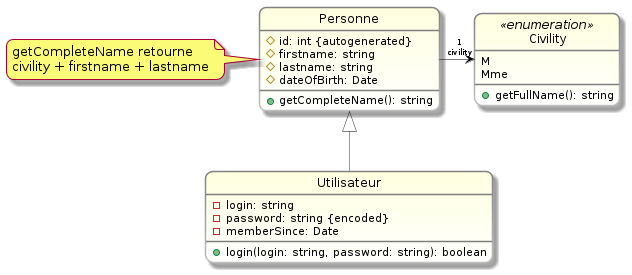 getCompleteName retourne
civility + firstname + lastname
Personne
id: int {autogenerated}
firstname: string
lastname: string
dateOfBirth: Date
getCompleteName(): string
1
civility
«enumeration»
Civility
M
Mme
getFullName(): string
Utilisateur
login: string
password: string {encoded}
memberSince: Date
login(login: string, password: string): boolean